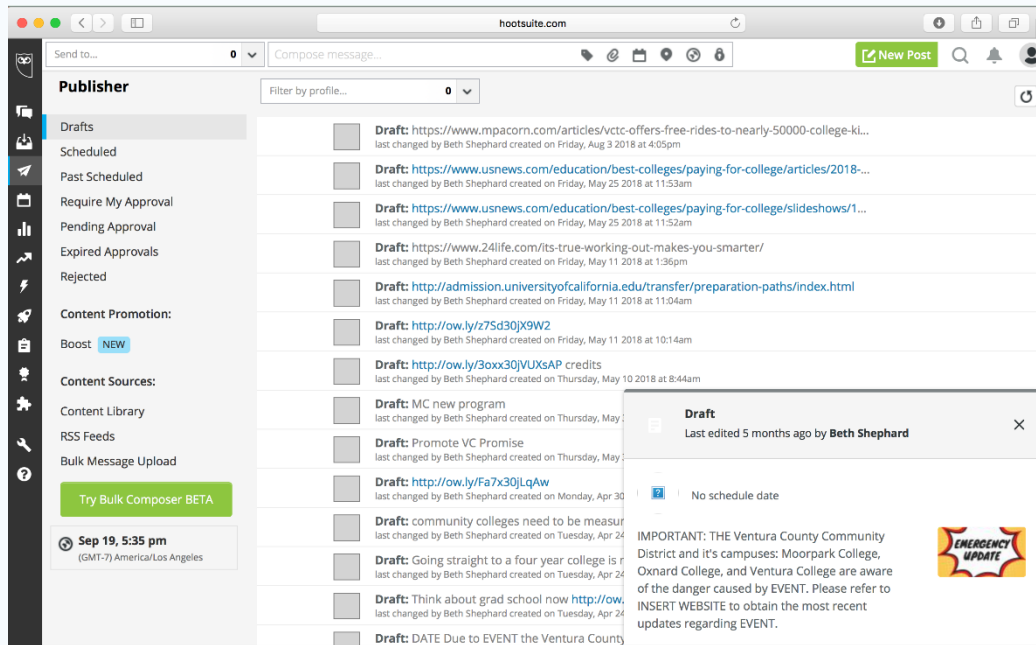 hootsuite.com
Send to...
0
Compose message...
New Post
Publisher
Filter by profile...
0
Drafts
Scheduled
Past Scheduled
Require My Approval
Pending Approval
Expired Approvals
Rejected
Content Promotion:
Boost NEW
Content Sources:
Content Library
RSS Feeds
Bulk Message Upload
Try Bulk Composer BETA
Sep 19, 5:35 pm
(GMT-7) America/Los Angeles
Draft: https://www.mpacorn.com/articles/vctc-offers-free-rides-to-nearly-50000-college-ki...
last changed by Beth Shephard created on Friday, Aug 3 2018 at 4:05pm
Draft: https://www.usnews.com/education/best-colleges/paying-for-college/articles/2018-...
last changed by Beth Shephard created on Friday, May 25 2018 at 11:53am
Draft: https://www.usnews.com/education/best-colleges/paying-for-college/slideshows/1...
last changed by Beth Shephard created on Friday, May 25 2018 at 11:52am
Draft: https://www.24life.com/its-true-working-out-makes-you-smarter/
last changed by Beth Shephard created on Friday, May 11 2018 at 1:36pm
Draft: http://admission.universityofcalifornia.edu/transfer/preparation-paths/index.html
last changed by Beth Shephard created on Friday, May 11 2018 at 11:04am
Draft: http://ow.ly/z7Sd30jX9W2
last changed by Beth Shephard created on Friday, May 11 2018 at 10:14am
Draft: http://ow.ly/3oxx30jVUXsAP credits
last changed by Beth Shephard created on Thursday, May 10 2018 at 8:44am
Draft: MC new program
last changed by Beth Shephard created on Thursday, May
Draft: Promote VC Promise
last changed by Beth Shephard created on Thursday, May
Draft: http://ow.ly/Fa7x30jLqAw
last changed by Beth Shephard created on Monday, Apr 30
Draft: community colleges need to be measur
last changed by Beth Shephard created on Tuesday, Apr 24
Draft: Going straight to a four year college is
last changed by Beth Shephard created on Tuesday, Apr 24
Draft: Think about grad school now http://ow.
last changed by Beth Shephard created on Tuesday, Apr 24
Draft: DATE Due to EVENT the Ventura County
Draft
Last edited 5 months ago by Beth Shephard
No schedule date
IMPORTANT: THE Ventura County Community
District and it's campuses: Moorpark College,
Oxnard College, and Ventura College are aware
of the danger caused by EVENT. Please refer to
INSERT WEBSITE to obtain the most recent
updates regarding EVENT.
EMERGENCY
UPDATE